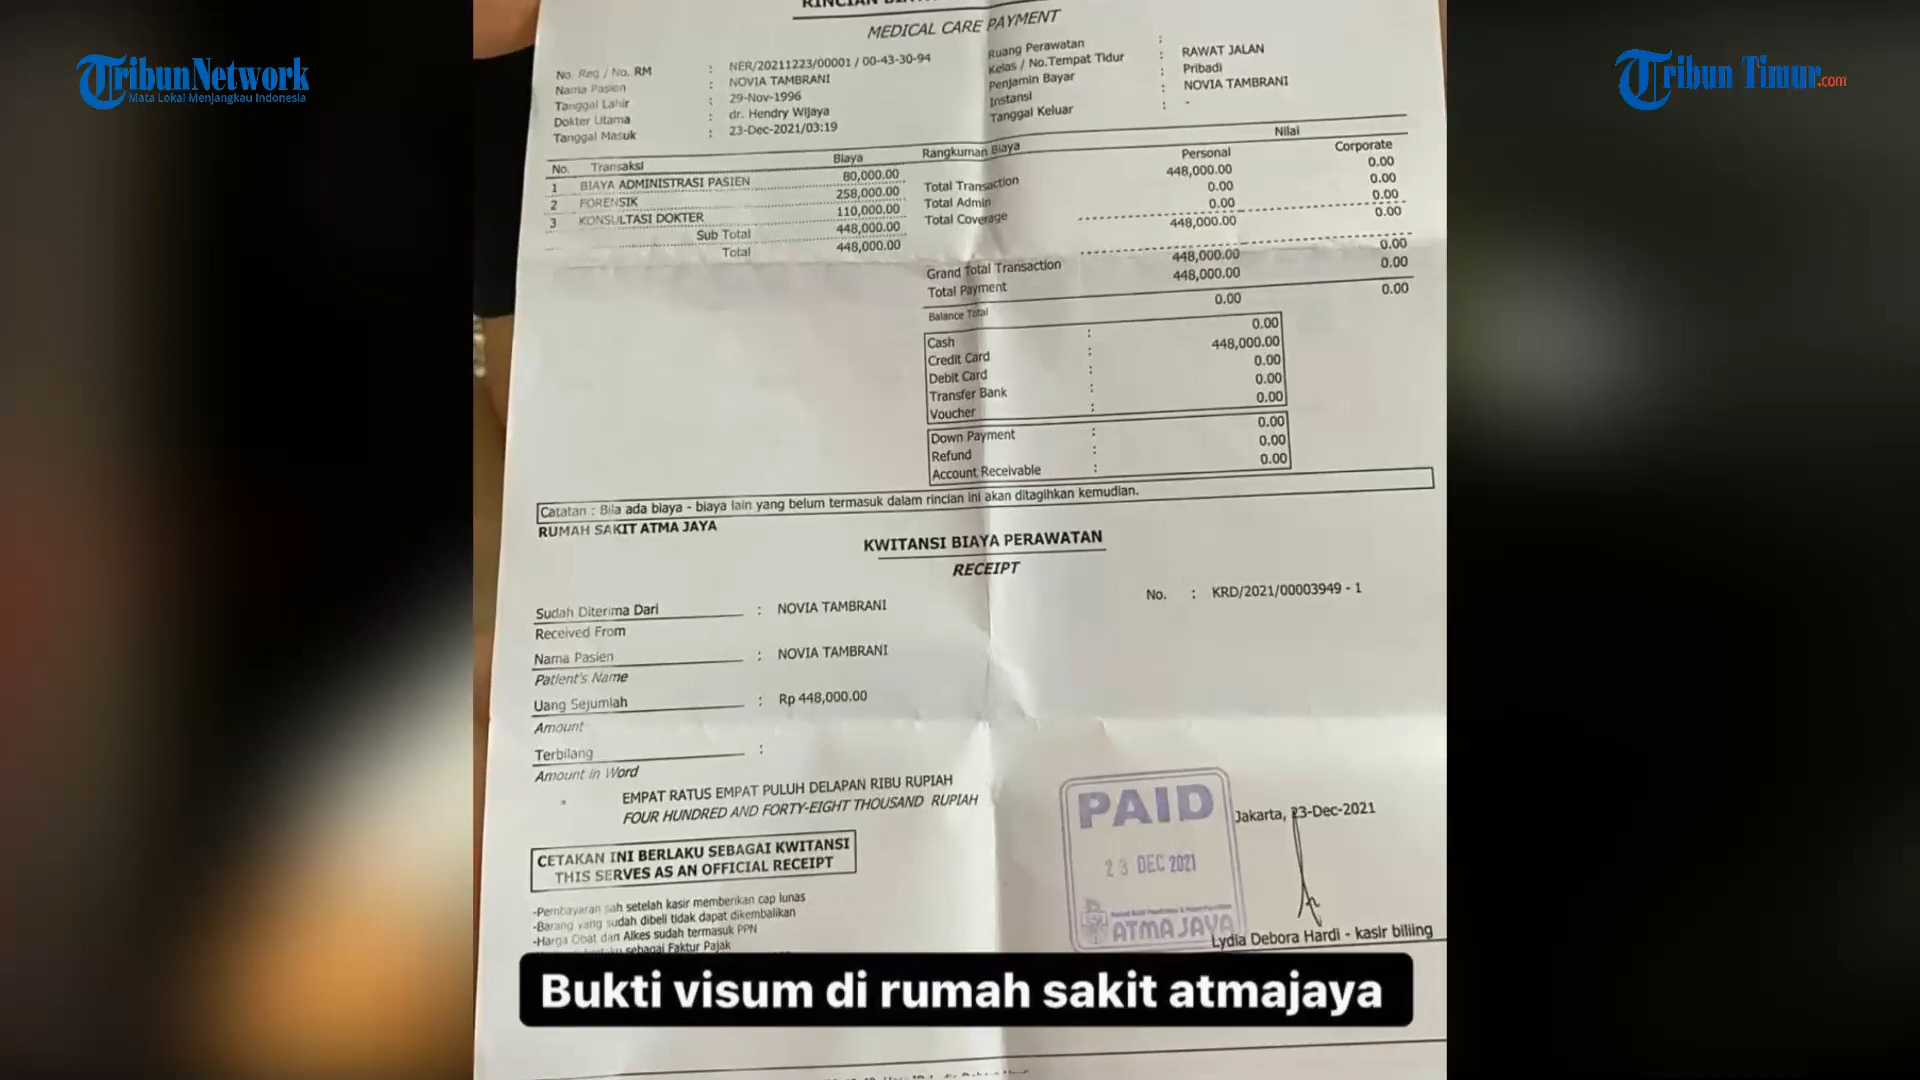 TribunNetwork
Mata Lokal Menjangkau Indonesia
Tribun Timur.com
MEDICAL CARE PAYMENT
No. Reg / No. RM : NER/20211223/00001 / 00-43-30-94
Nama Pasien : NOVIA TAMBRANI
Tanggal Lahir : 29-Nov-1996
Dokter Utama : dr. Hendry Wijaya
Tanggal Masuk : 23-Dec-2021/03:19
Ruang Perawatan :
Kelas / No.Tempat Tidur : RAWAT JALAN
Penjamin Bayar : Pribadi
Instansi : NOVIA TAMBRANI
Tanggal Keluar : -
No. Transaksi Biaya
1 BIAYA ADMINISTRASI PASIEN 80,000.00
2 FORENSIK 258,000.00
3 KONSULTASI DOKTER 110,000.00
Sub Total 448,000.00
Total 448,000.00
Rangkuman Biaya Nilai
Personal Corporate
Total Transaction 448,000.00 0.00
Total Admin 0.00 0.00
Total Coverage 0.00 0.00
448,000.00 0.00
Grand Total Transaction 448,000.00 0.00
Total Payment 448,000.00 0.00
Balance Total 0.00 0.00
Cash : 0.00
Credit Card : 448,000.00
Debit Card : 0.00
Transfer Bank : 0.00
Voucher : 0.00
Down Payment : 0.00
Refund : 0.00
Account Receivable : 0.00
Catatan : Bila ada biaya - biaya lain yang belum termasuk dalam rincian ini akan ditagihkan kemudian.
RUMAH SAKIT ATMA JAYA
KWITANSI BIAYA PERAWATAN
RECEIPT
No. : KRD/2021/00003949 - 1
Sudah Diterima Dari : NOVIA TAMBRANI
Received From
Nama Pasien : NOVIA TAMBRANI
Patient's Name
Uang Sejumlah : Rp 448,000.00
Amount
Terbilang :
Amount in Word
EMPAT RATUS EMPAT PULUH DELAPAN RIBU RUPIAH
FOUR HUNDRED AND FORTY-EIGHT THOUSAND RUPIAH
CETAKAN INI BERLAKU SEBAGAI KWITANSI
THIS SERVES AS AN OFFICIAL RECEIPT
-Pembayaran sah setelah kasir memberikan cap lunas
-Barang yang sudah dibeli tidak dapat dikembalikan
-Harga Obat dan Alkes sudah termasuk PPN
sebagai Faktur Pajak
PAID
23 DEC 2021
ATMA JAYA
Jakarta, 23-Dec-2021
Lydia Debora Hardi - kasir billing
Bukti visum di rumah sakit atmajaya